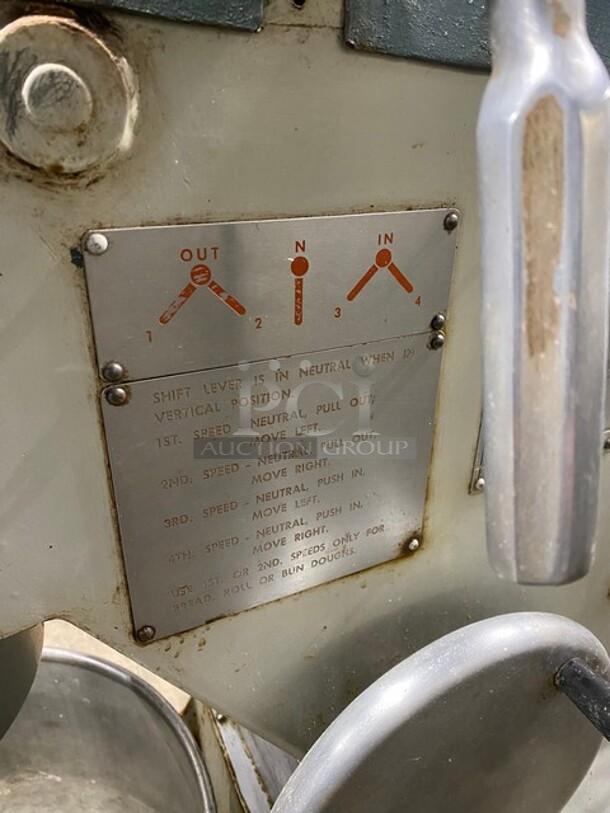 OUT N IN
1 2 3 4
SHIFT LEVER IS IN NEUTRAL WHEN IN
VERTICAL POSITION.
1ST. SPEED - NEUTRAL, PULL OUT,
MOVE LEFT.
2ND. SPEED - NEUTRAL, PULL OUT,
MOVE RIGHT.
3RD. SPEED - NEUTRAL, PUSH IN,
MOVE LEFT.
4TH. SPEED - NEUTRAL, PUSH IN,
MOVE RIGHT.
USE 1ST. OR 2ND. SPEEDS ONLY FOR
BREAD, ROLL OR BUN DOUGHS.
PCI
AUCTION GROUP